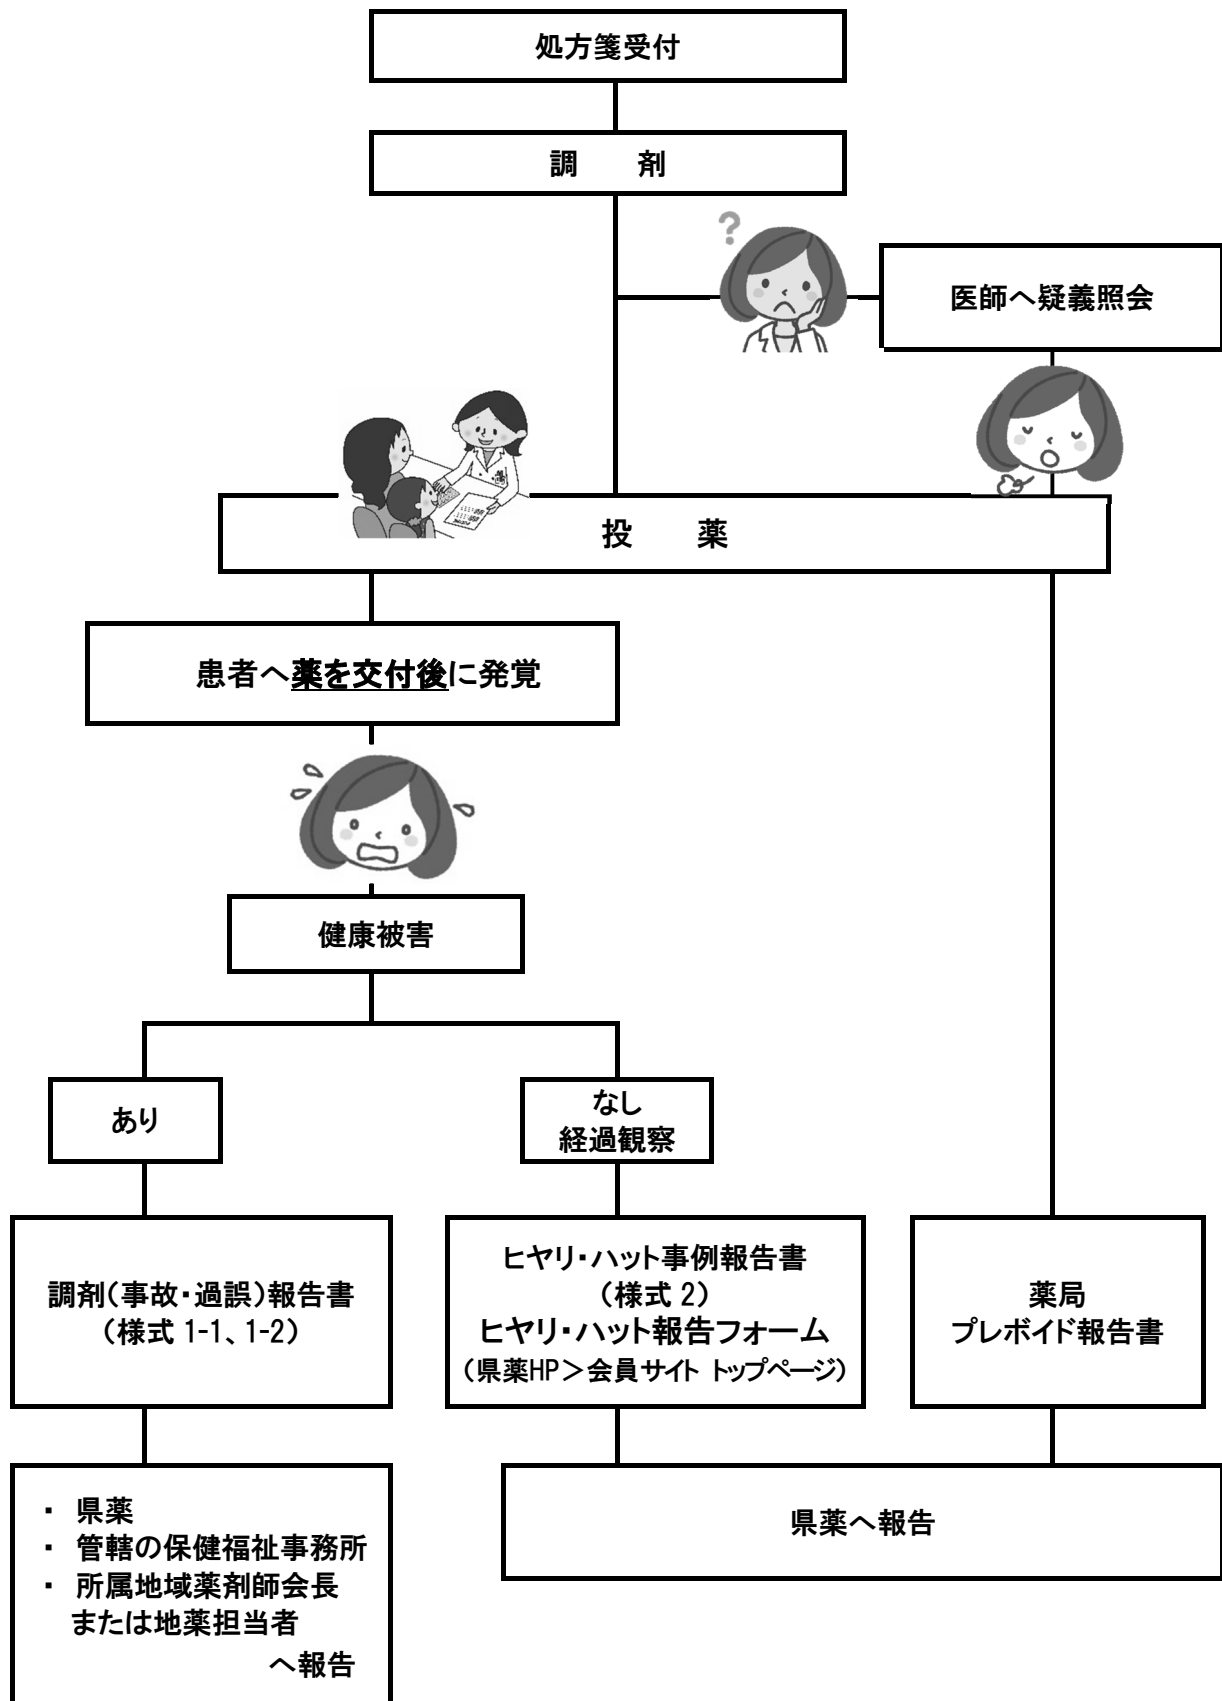 処方箋受付
調　　剤
?
医師へ疑義照会
投　　薬
患者へ薬を交付後に発覚
健康被害
あり
なし
経過観察
調剤(事故・過誤)報告書
(様式 1-1、1-2)
ヒヤリ・ハット事例報告書
(様式 2)
ヒヤリ・ハット報告フォーム
(県薬HP＞会員サイト トップページ)
薬局
プレボイド報告書
・ 県薬
・ 管轄の保健福祉事務所
・ 所属地域薬剤師会長
または地薬担当者
へ報告
県薬へ報告